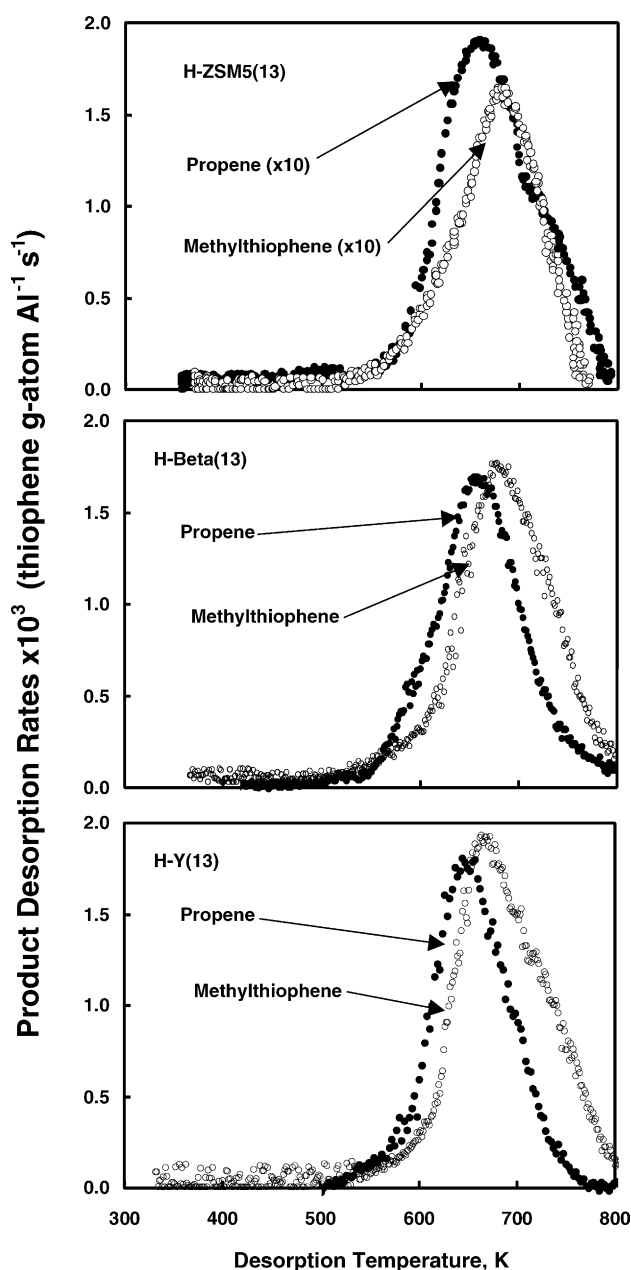 Product Desorption Rates x10³ (thiophene g-atom Al⁻¹ s⁻¹)
2.0
H-ZSM5(13)
1.5
Propene (x10)
1.0
Methylthiophene (x10)
0.5
0.0
2.0
H-Beta(13)
1.5
Propene
Methylthiophene
1.0
0.5
0.0
2.0
H-Y(13)
Propene
1.5
Methylthiophene
1.0
0.5
0.0
300 400 500 600 700 800
Desorption Temperature, K